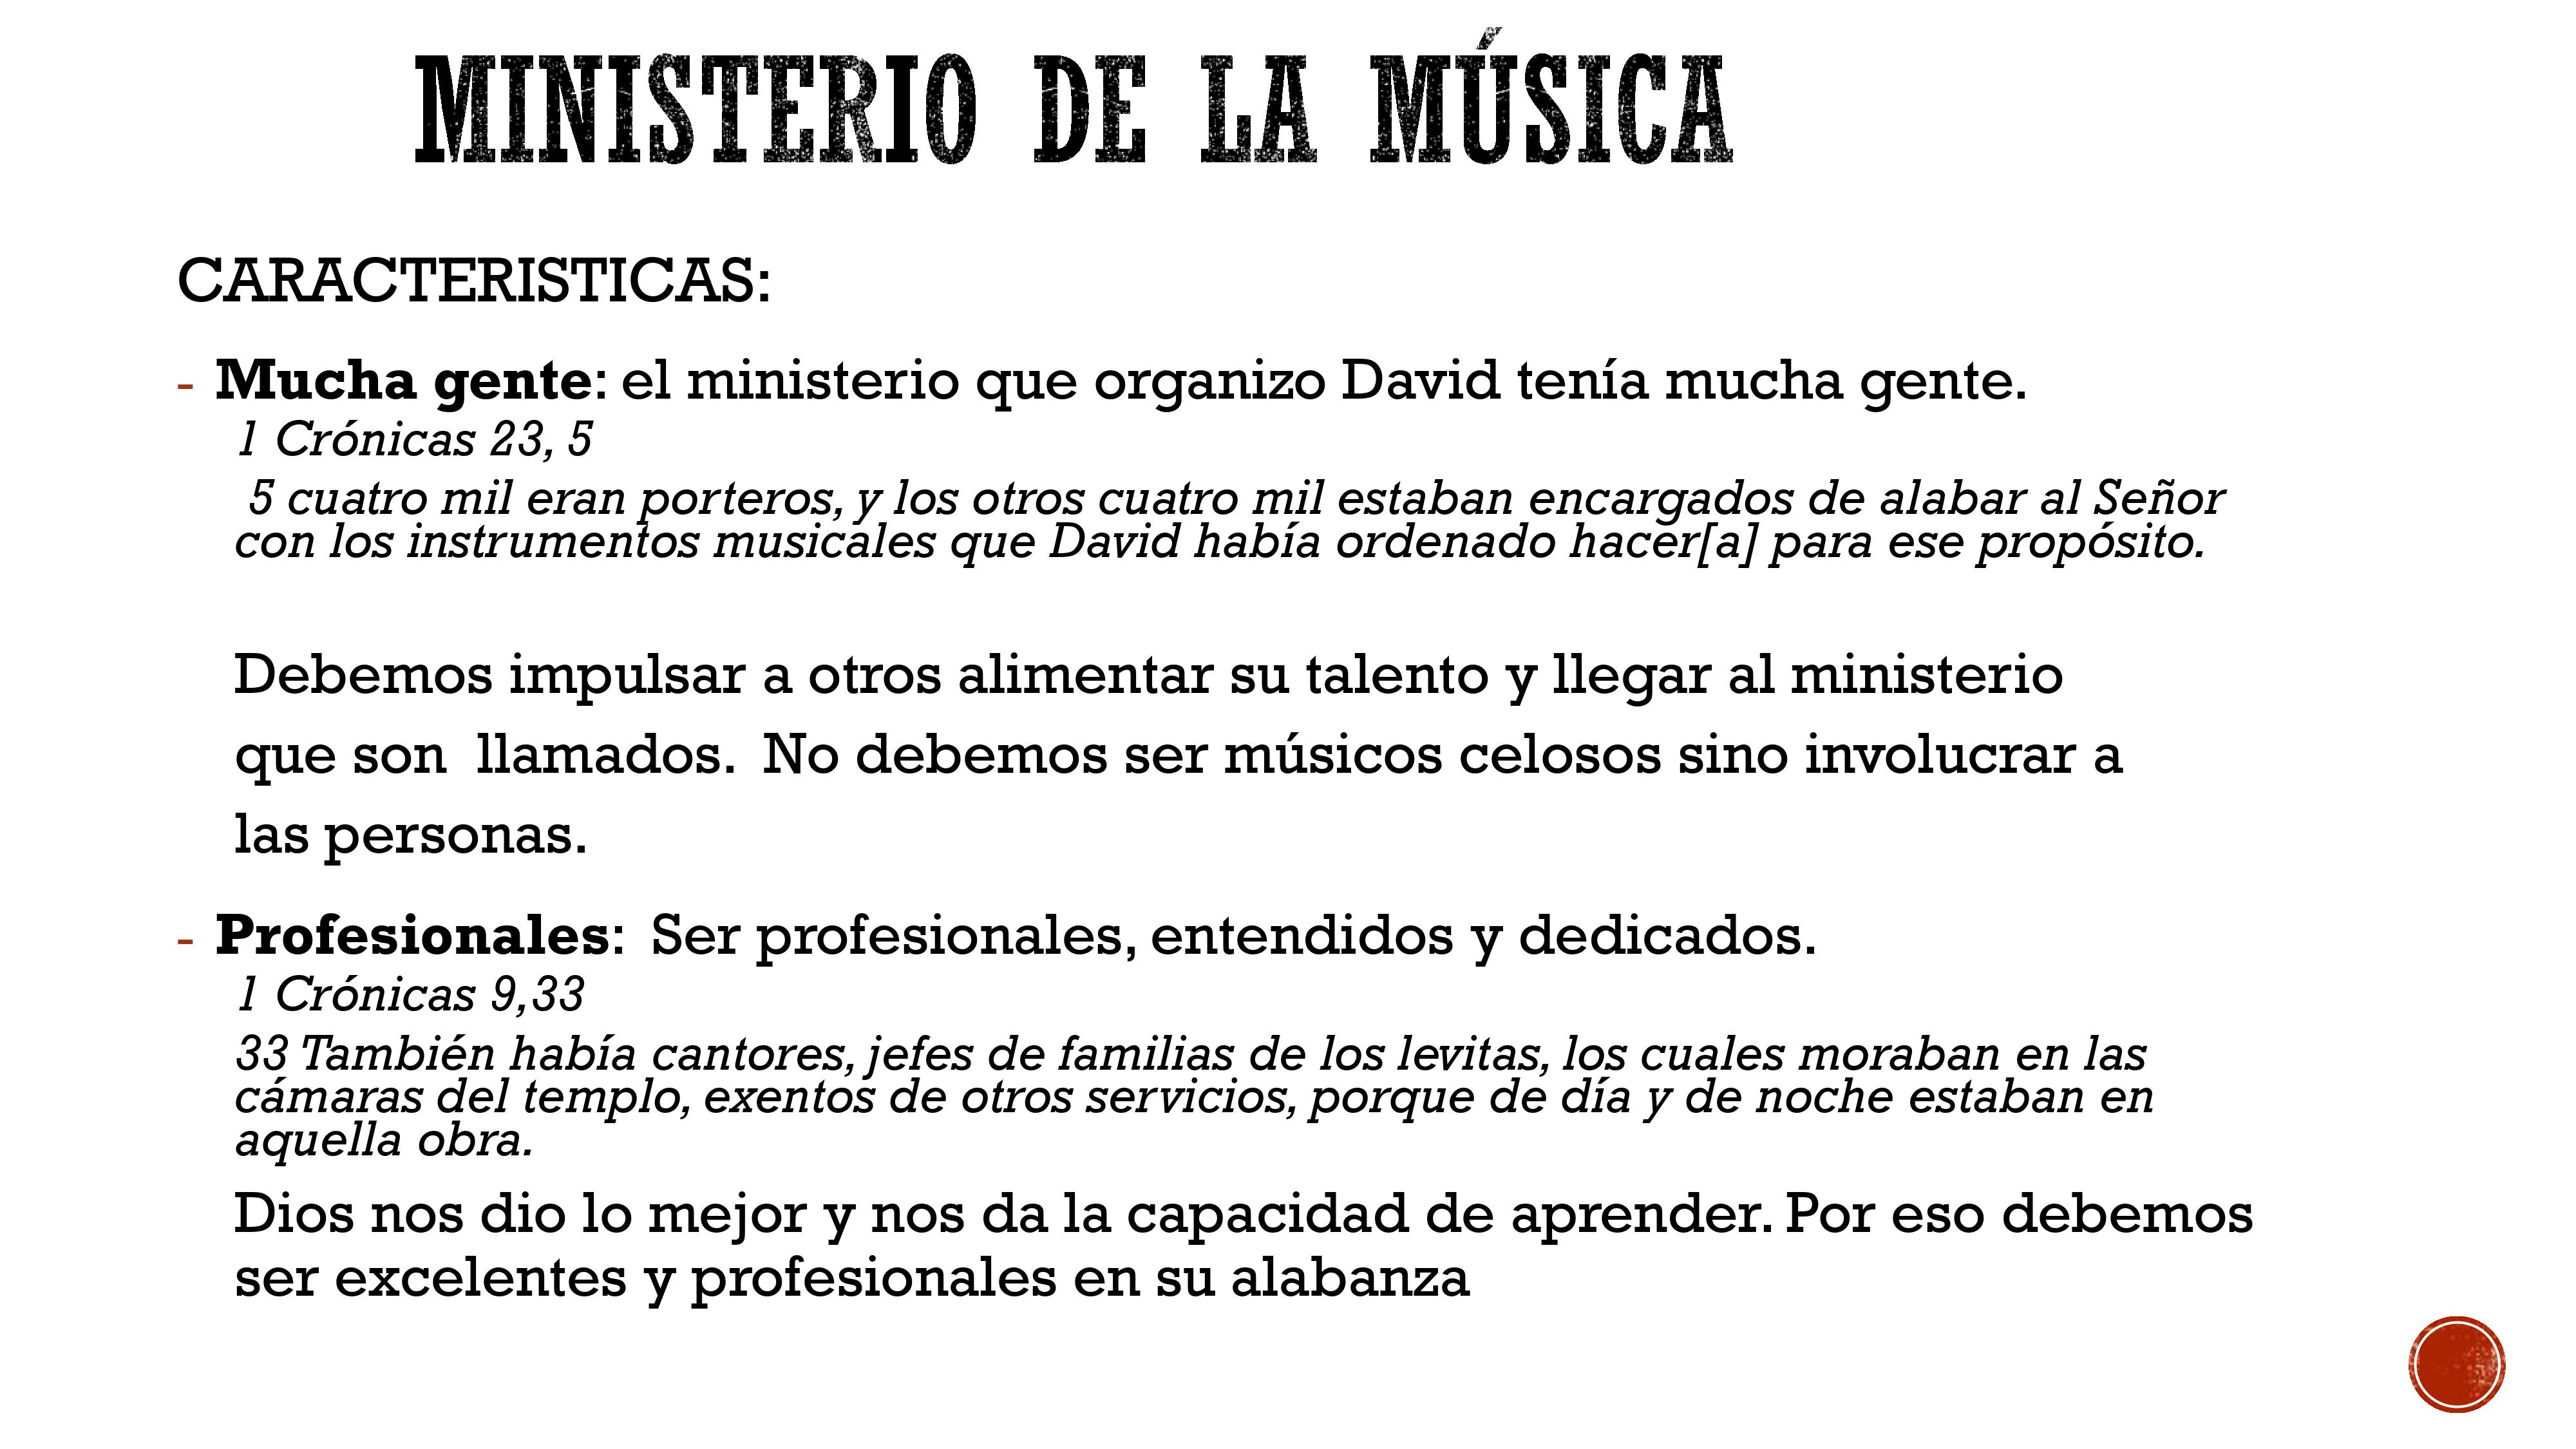 MINISTERIO DE LA MÚSICA
CARACTERISTICAS:
- Mucha gente: el ministerio que organizo David tenía mucha gente.
1 Crónicas 23, 5
5 cuatro mil eran porteros, y los otros cuatro mil estaban encargados de alabar al Señor
con los instrumentos musicales que David había ordenado hacer[a] para ese propósito.
Debemos impulsar a otros alimentar su talento y llegar al ministerio
que son  llamados.  No debemos ser músicos celosos sino involucrar a
las personas.
- Profesionales:  Ser profesionales, entendidos y dedicados.
1 Crónicas 9,33
33 También había cantores, jefes de familias de los levitas, los cuales moraban en las
cámaras del templo, exentos de otros servicios, porque de día y de noche estaban en
aquella obra.
Dios nos dio lo mejor y nos da la capacidad de aprender. Por eso debemos
ser excelentes y profesionales en su alabanza